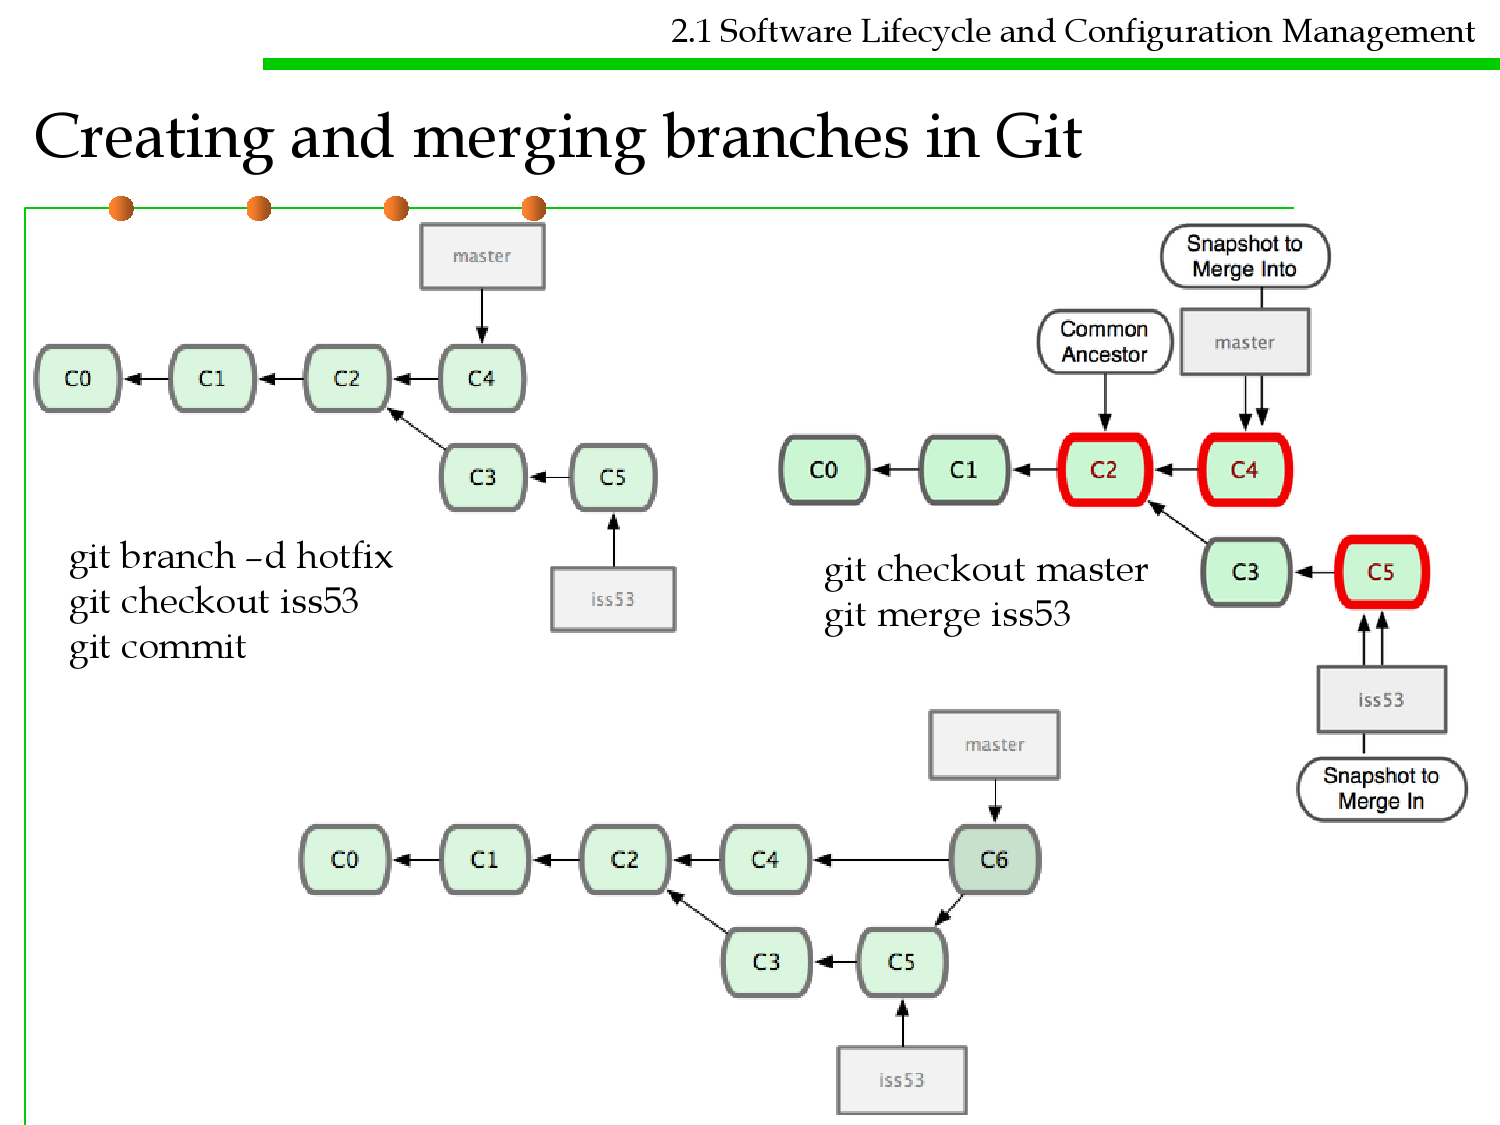 2.1 Software Lifecycle and Configuration Management
Creating and merging branches in Git
master
C0
C1
C2
C4
C3
C5
iss53
git branch –d hotfix
git checkout iss53
git commit
Snapshot to
Merge Into
Common
Ancestor
master
C0
C1
C2
C4
C3
C5
git checkout master
git merge iss53
iss53
Snapshot to
Merge In
master
C0
C1
C2
C4
C6
C3
C5
iss53